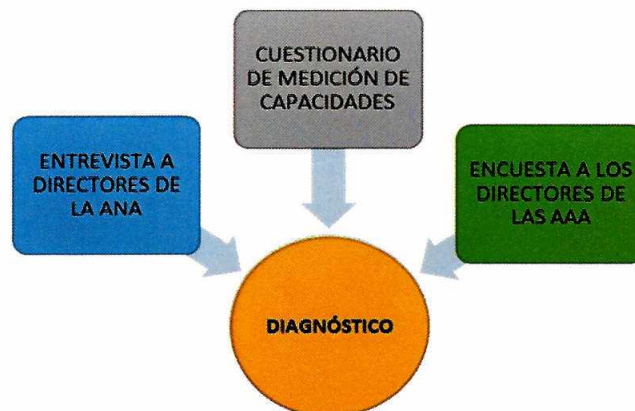 CUESTIONARIO
DE MEDICIÓN DE
CAPACIDADES
ENTREVISTA A
DIRECTORES DE
LA ANA
ENCUESTA A LOS
DIRECTORES DE
LAS AAA
DIAGNÓSTICO